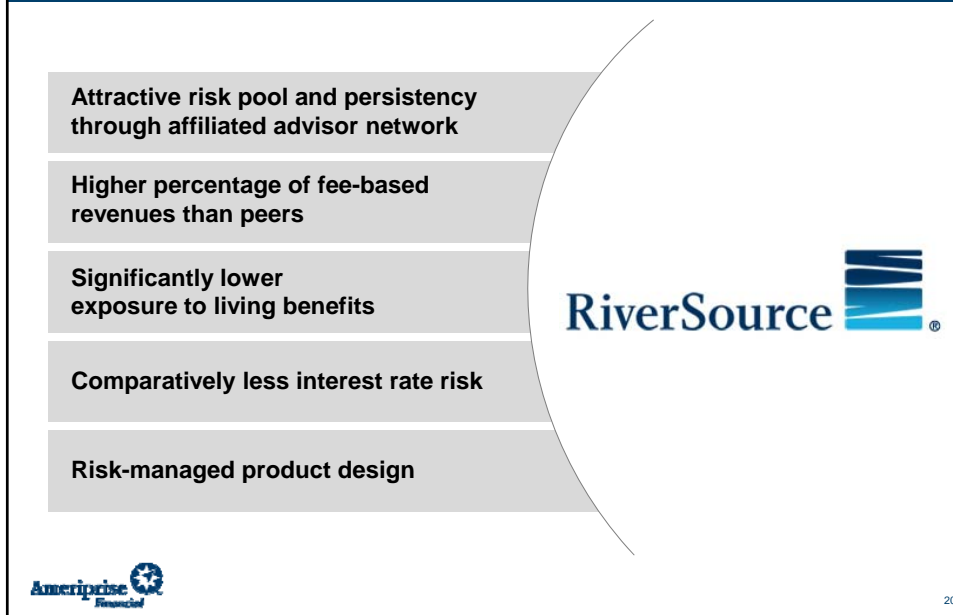 Attractive risk pool and persistency
through affiliated advisor network
Higher percentage of fee-based
revenues than peers
Significantly lower
exposure to living benefits
Comparatively less interest rate risk
Risk-managed product design
RiverSource ®
Ameriprise
Financial
20